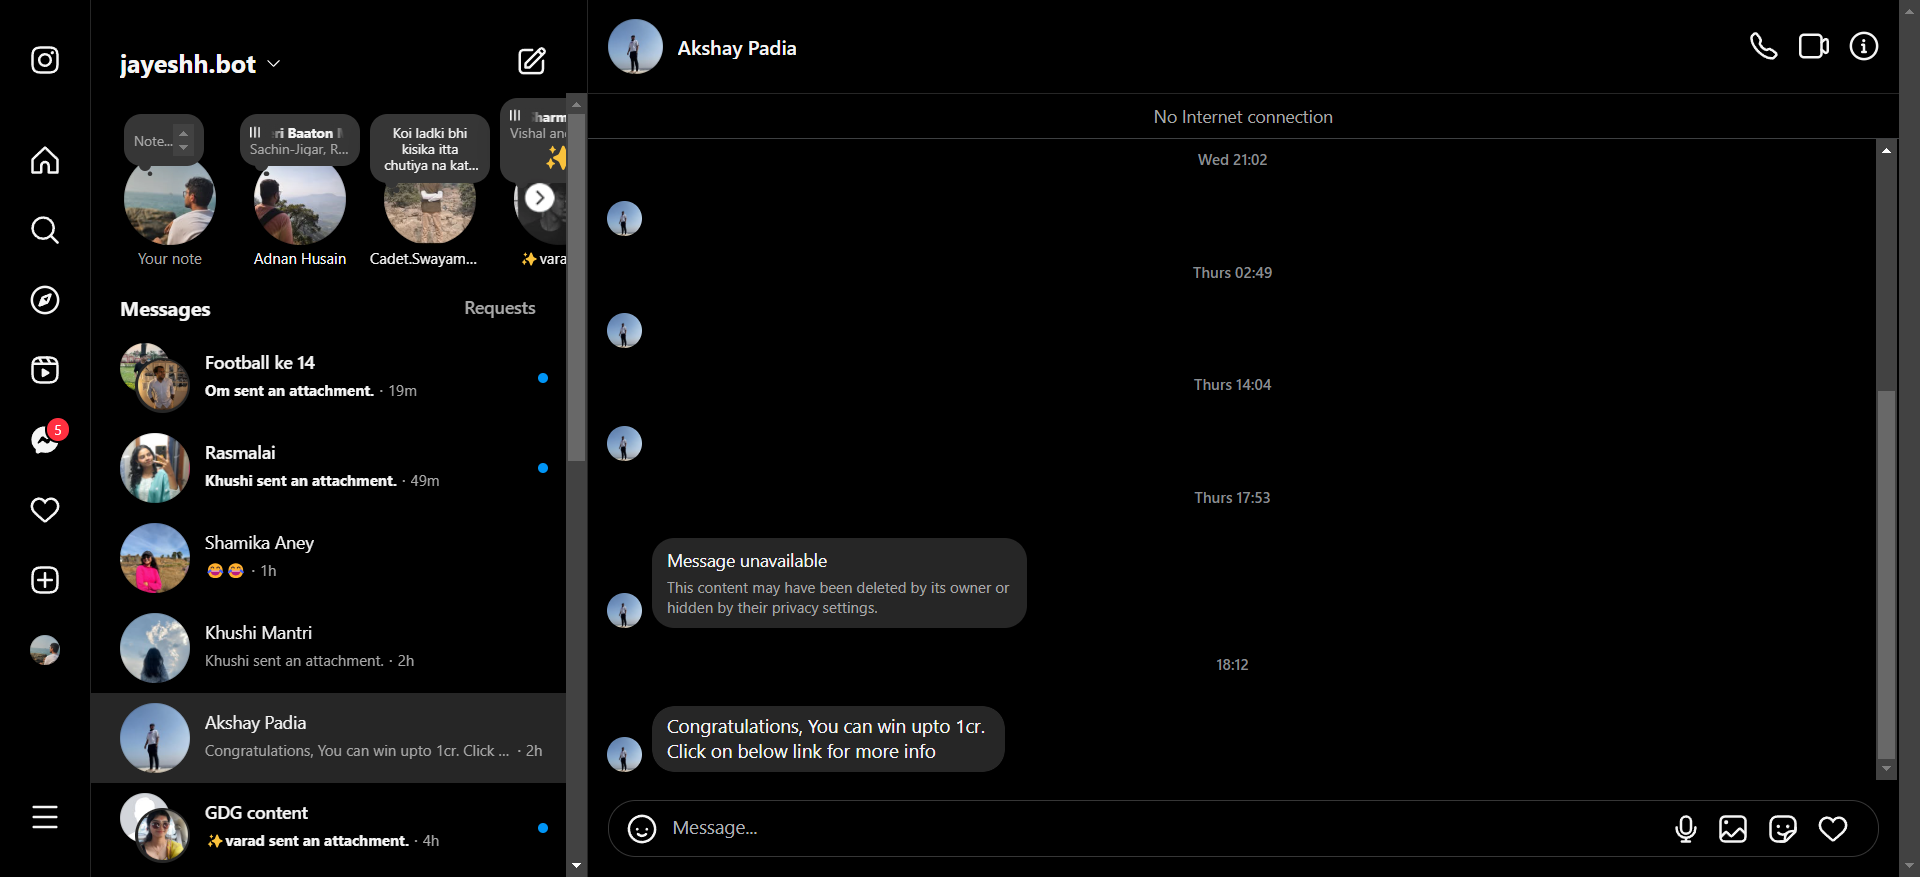 jayeshh.bot
Note...
ri Baaton
Sachin-Jigar, R...
Koi ladki bhi
kisika itta
chutiya na kat...
Vishal
Your note
Adnan Husain
Cadet.Swayam...
✨vara
Messages
Requests
Football ke 14
Om sent an attachment. · 19m
Rasmalai
Khushi sent an attachment. · 49m
Shamika Aney
😂😂 · 1h
5
Khushi Mantri
Khushi sent an attachment. · 2h
Akshay Padia
Congratulations, You can win upto 1cr. Click ... · 2h
GDG content
✨varad sent an attachment. · 4h
Akshay Padia
No Internet connection
Wed 21:02
Thurs 02:49
Thurs 14:04
Thurs 17:53
Message unavailable
This content may have been deleted by its owner or
hidden by their privacy settings.
18:12
Congratulations, You can win upto 1cr.
Click on below link for more info
Message...